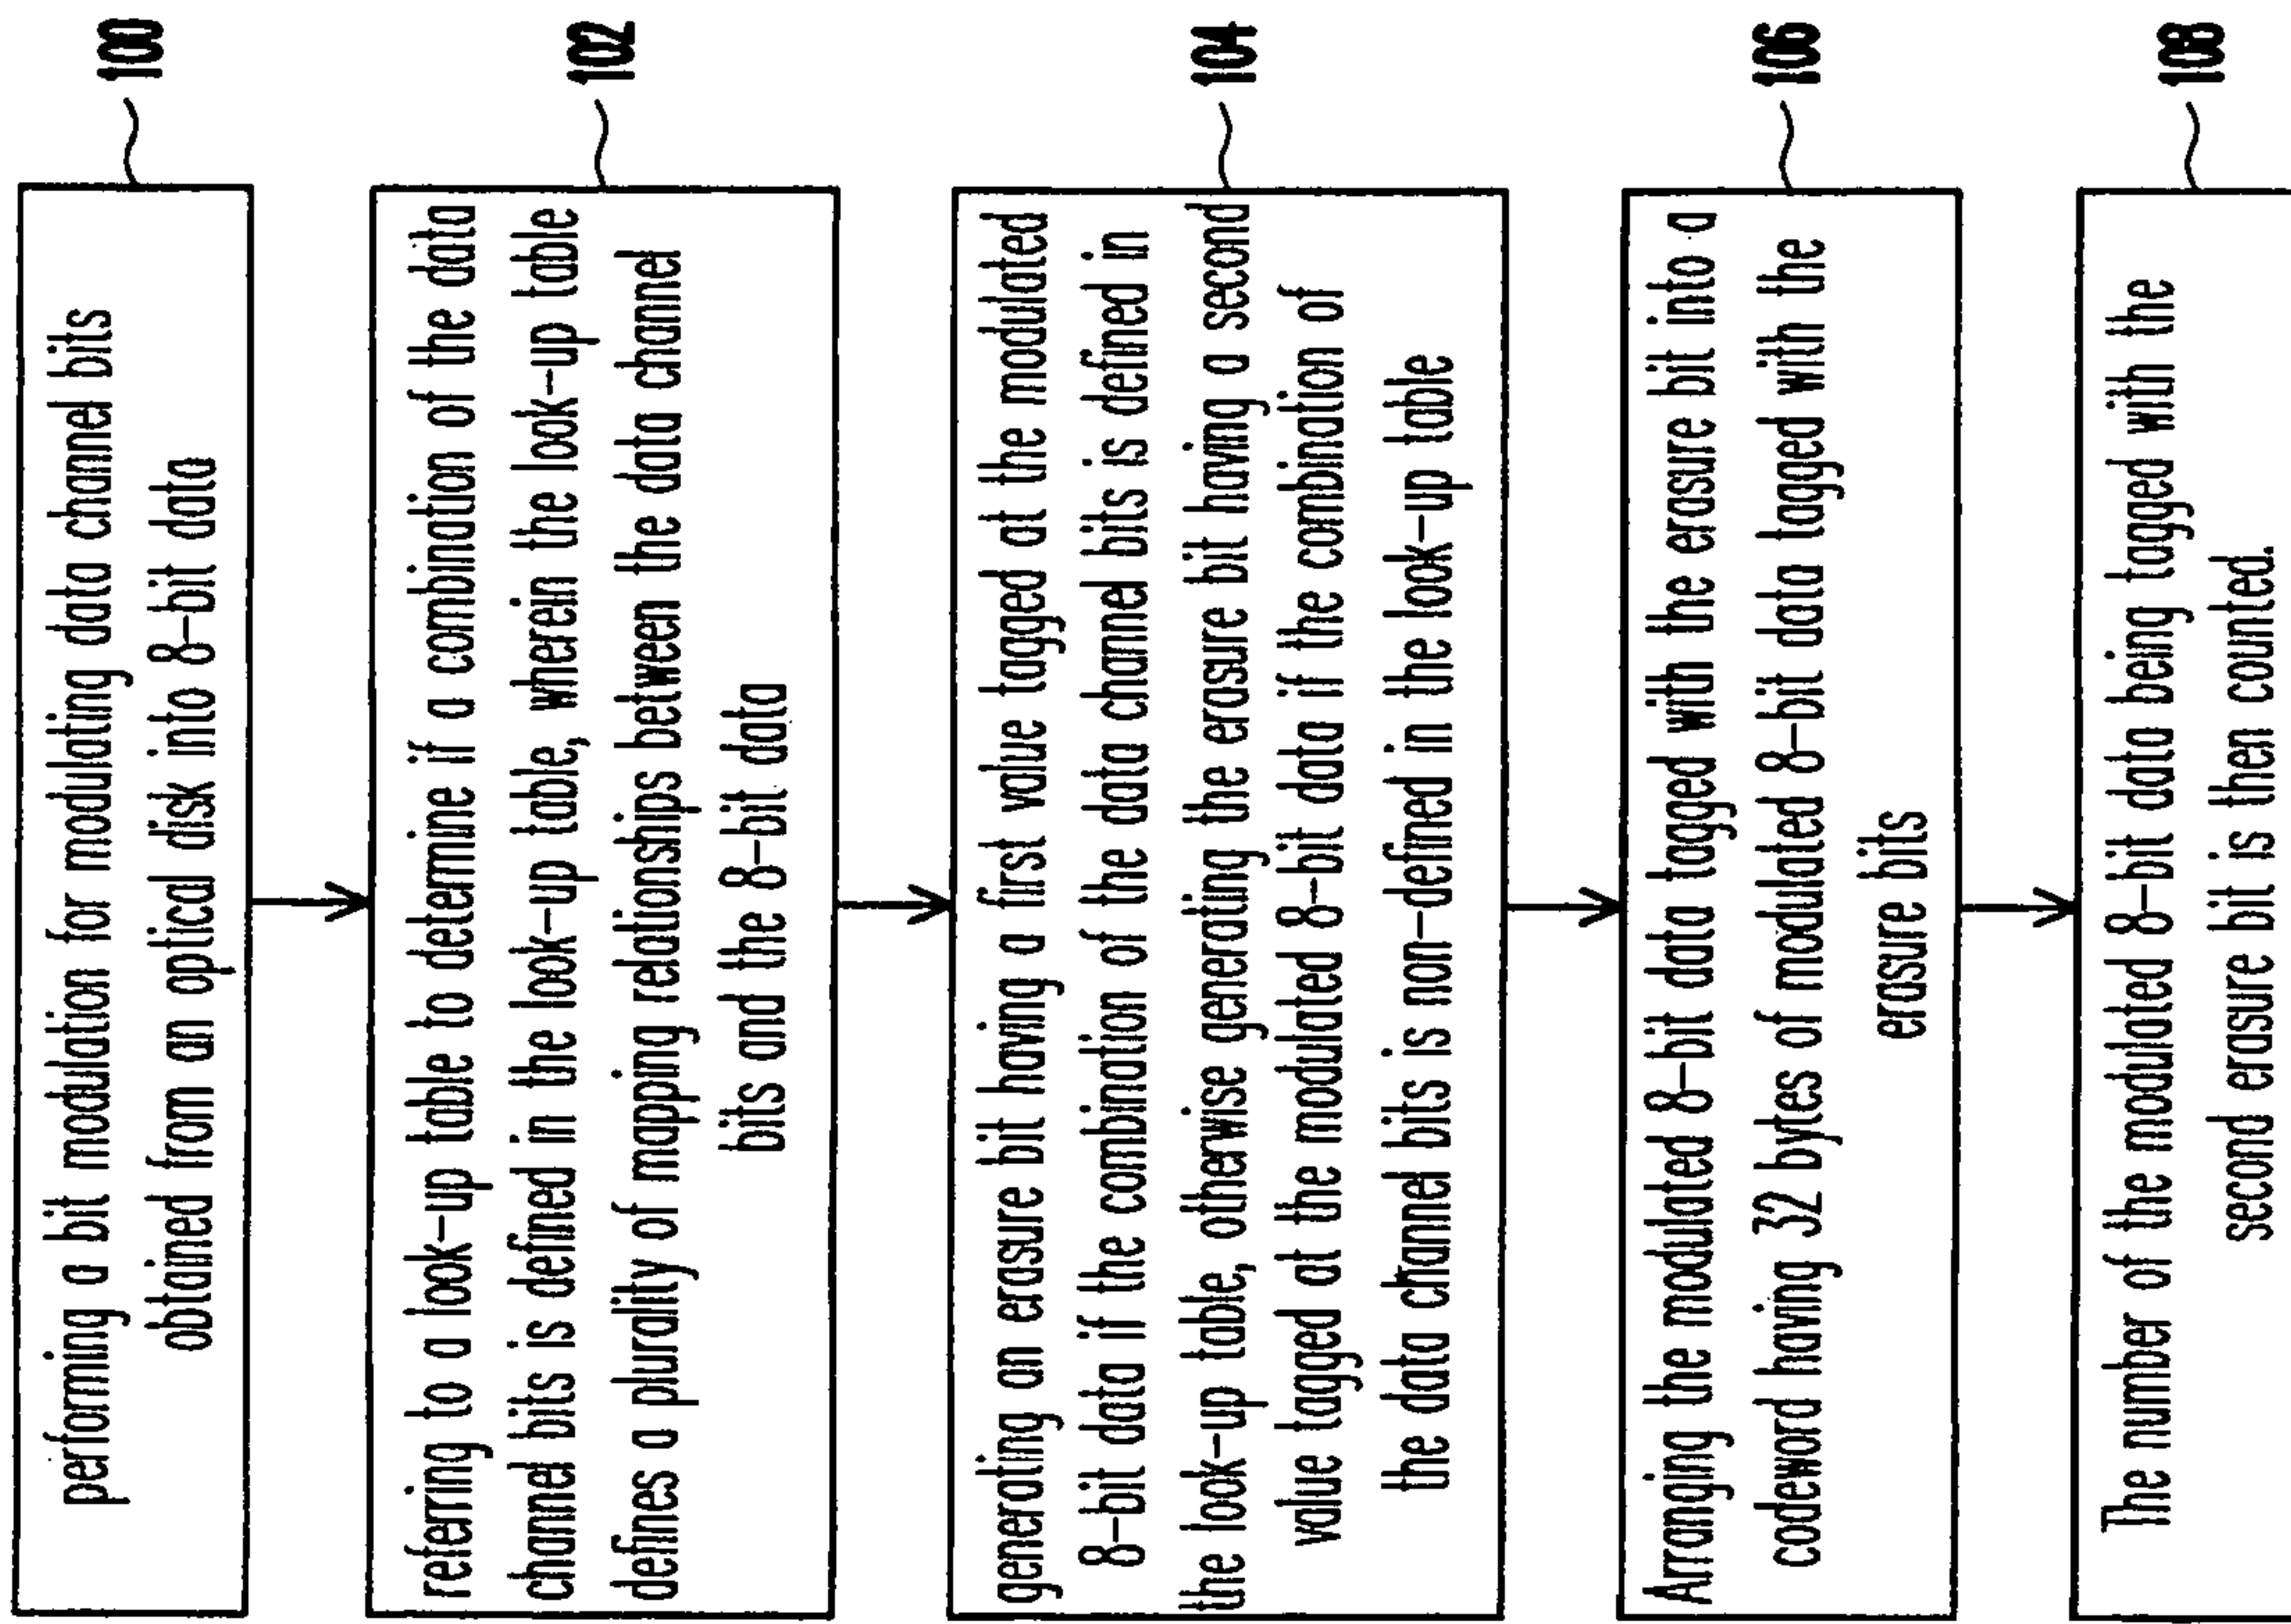 performing a bit modulation for modulating data channel bits
obtained from an optical disk into 8-bit data
100
referring to a look-up table to determine if a combination of the data
channel bits is defined in the look-up table, wherein the look-up table
defines a plurality of mapping relationships between the data channel
bits and the 8-bit data
102
generating an erasure bit having a first value tagged at the modulated
8-bit data if the combination of the data channel bits is defined in
the look-up table, otherwise generating the erasure bit having a second
value tagged at the modulated 8-bit data if the combination of
the data channel bits is non-defined in the look-up table
104
Arranging the modulated 8-bit data tagged with the erasure bit into a
codeword having 32 bytes of modulated 8-bit data tagged with the
erasure bits
106
The number of the modulated 8-bit data being tagged with the
second erasure bit is then counted.
108